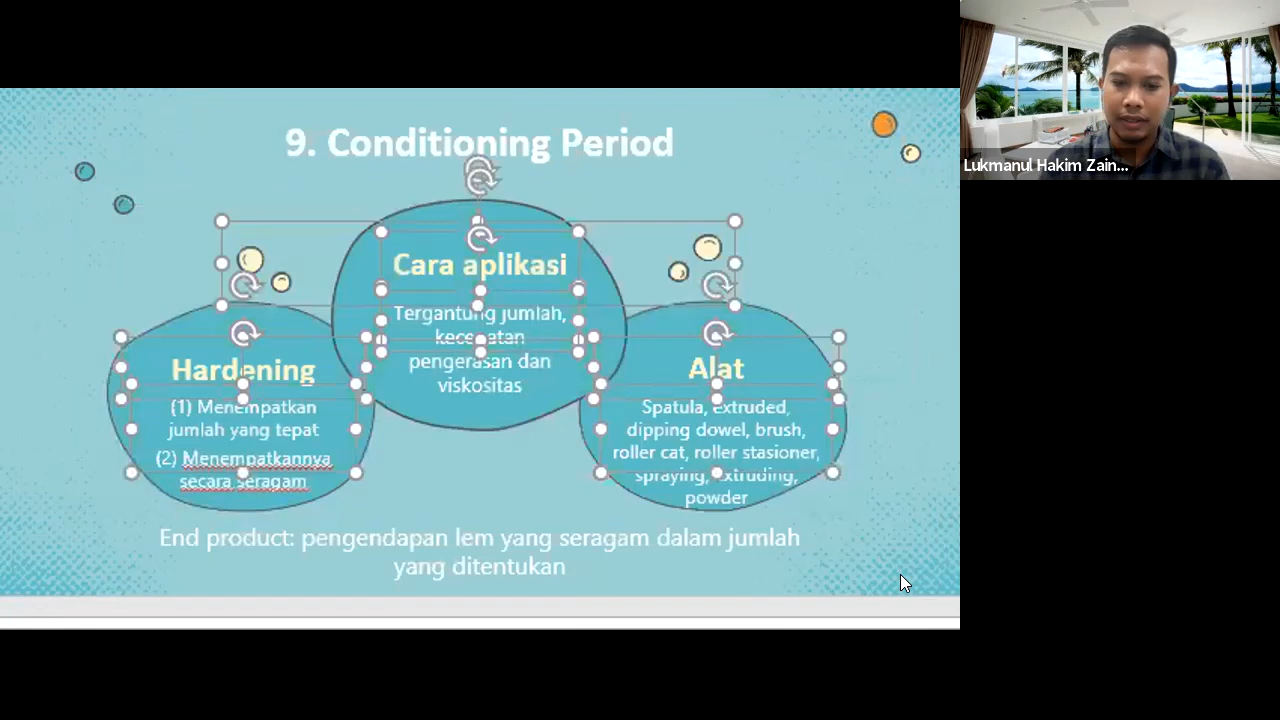 9. Conditioning Period
Lukmanul Hakim Zain...
Cara aplikasi
Tergantung jumlah,
kecepatan
pengerasan dan
viskositas
Hardening
(1) Menempatkan
jumlah yang tepat
(2) Menempatkannya
secara seragam
Alat
Spatula, extruded,
dipping dowel, brush,
roller cat, roller stasioner,
spraying, extruding,
powder
End product: pengendapan lem yang seragam dalam jumlah
yang ditentukan